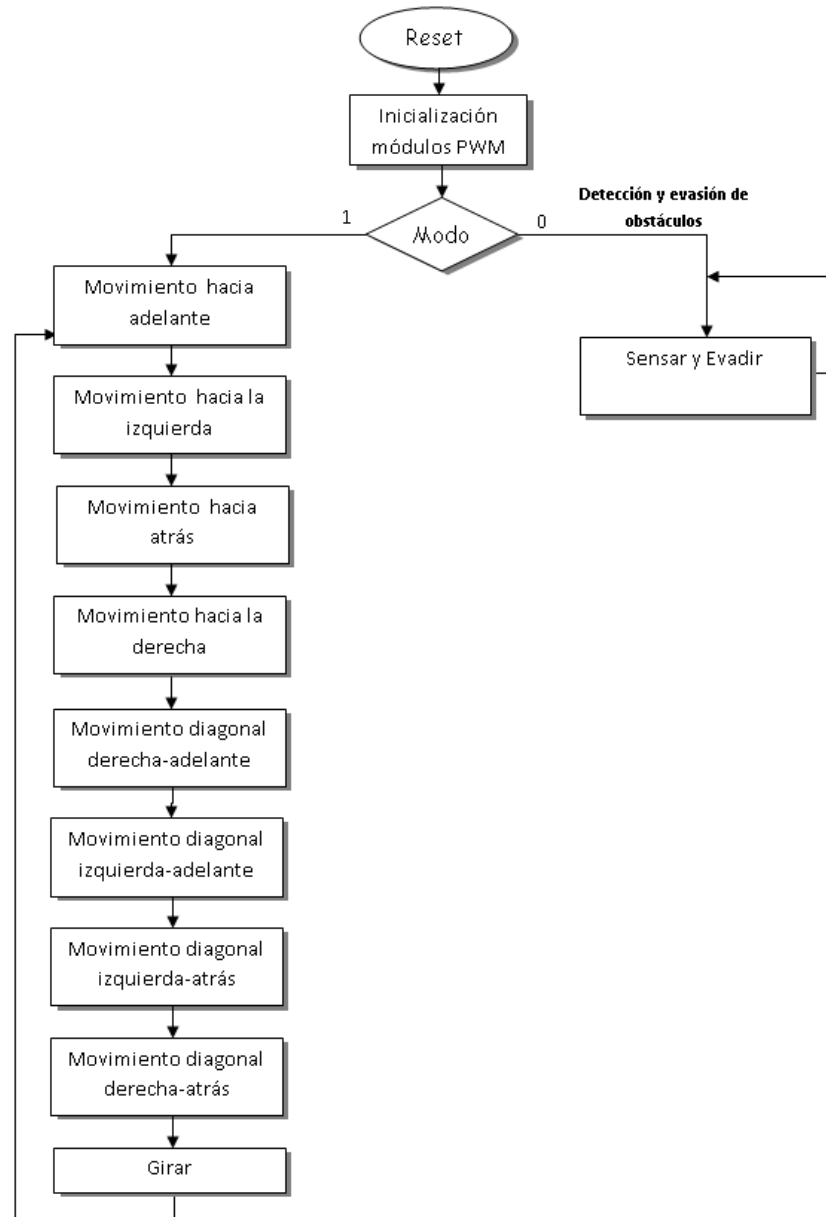 Reset
Inicialización
módulos PWM
Detección y evasión de
obstáculos
1
Modo
0
Movimiento hacia
adelante
Sensar y Evadir
Movimiento hacia la
izquierda
Movimiento hacia
atrás
Movimiento hacia la
derecha
Movimiento diagonal
derecha-adelante
Movimiento diagonal
izquierda-adelante
Movimiento diagonal
izquierda-atrás
Movimiento diagonal
derecha-atrás
Girar